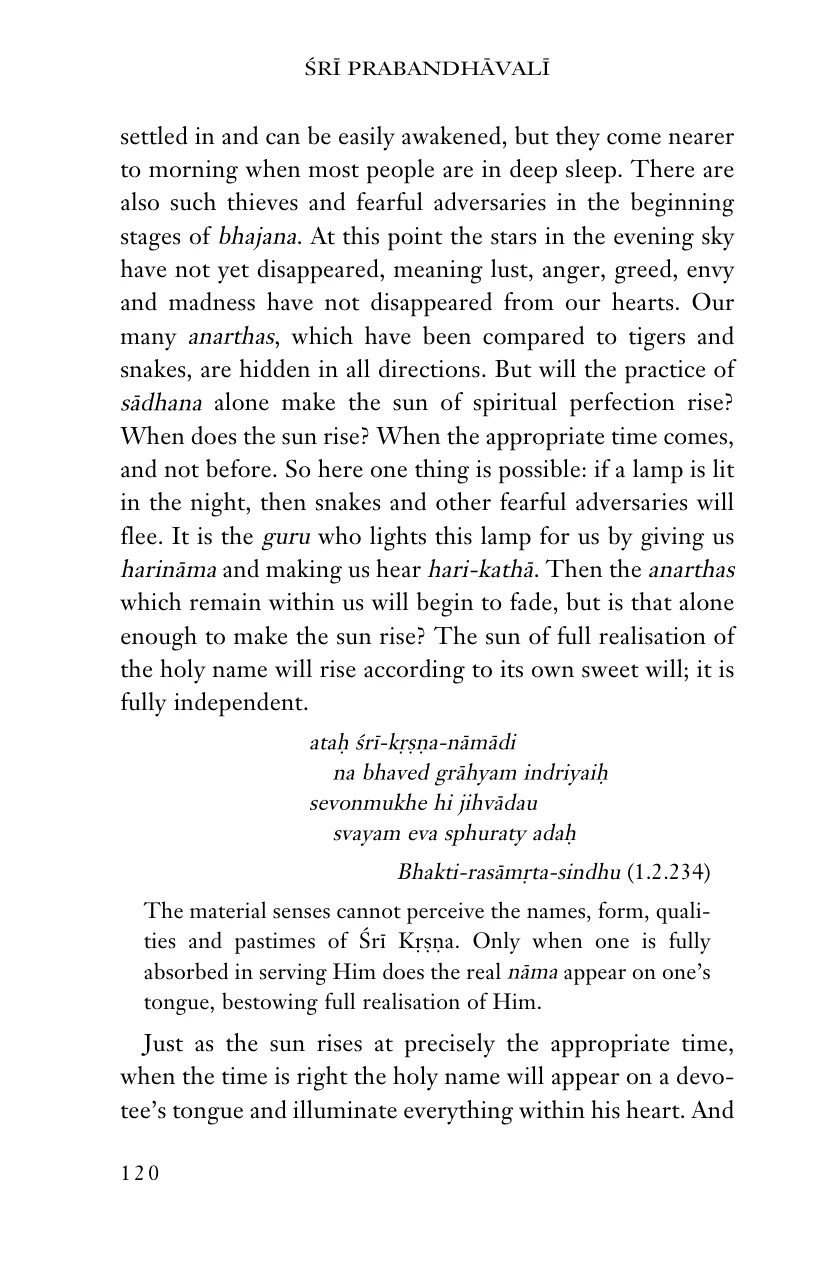 ŚRĪ PRABANDHĀVALĪ
settled in and can be easily awakened, but they come nearer
to morning when most people are in deep sleep. There are
also such thieves and fearful adversaries in the beginning
stages of bhajana. At this point the stars in the evening sky
have not yet disappeared, meaning lust, anger, greed, envy
and madness have not disappeared from our hearts. Our
many anarthas, which have been compared to tigers and
snakes, are hidden in all directions. But will the practice of
sādhana alone make the sun of spiritual perfection rise?
When does the sun rise? When the appropriate time comes,
and not before. So here one thing is possible: if a lamp is lit
in the night, then snakes and other fearful adversaries will
flee. It is the guru who lights this lamp for us by giving us
harināma and making us hear hari-kathā. Then the anarthas
which remain within us will begin to fade, but is that alone
enough to make the sun rise? The sun of full realisation of
the holy name will rise according to its own sweet will; it is
fully independent.
ataḥ śrī-kṛṣṇa-nāmādi
na bhaved grāhyam indriyaiḥ
sevonmukhe hi jihvādau
svayam eva sphuraty adaḥ
Bhakti-rasāmṛta-sindhu (1.2.234)
The material senses cannot perceive the names, form, quali-
ties and pastimes of Śrī Kṛṣṇa. Only when one is fully
absorbed in serving Him does the real nāma appear on one’s
tongue, bestowing full realisation of Him.
Just as the sun rises at precisely the appropriate time,
when the time is right the holy name will appear on a devo-
tee’s tongue and illuminate everything within his heart. And
120